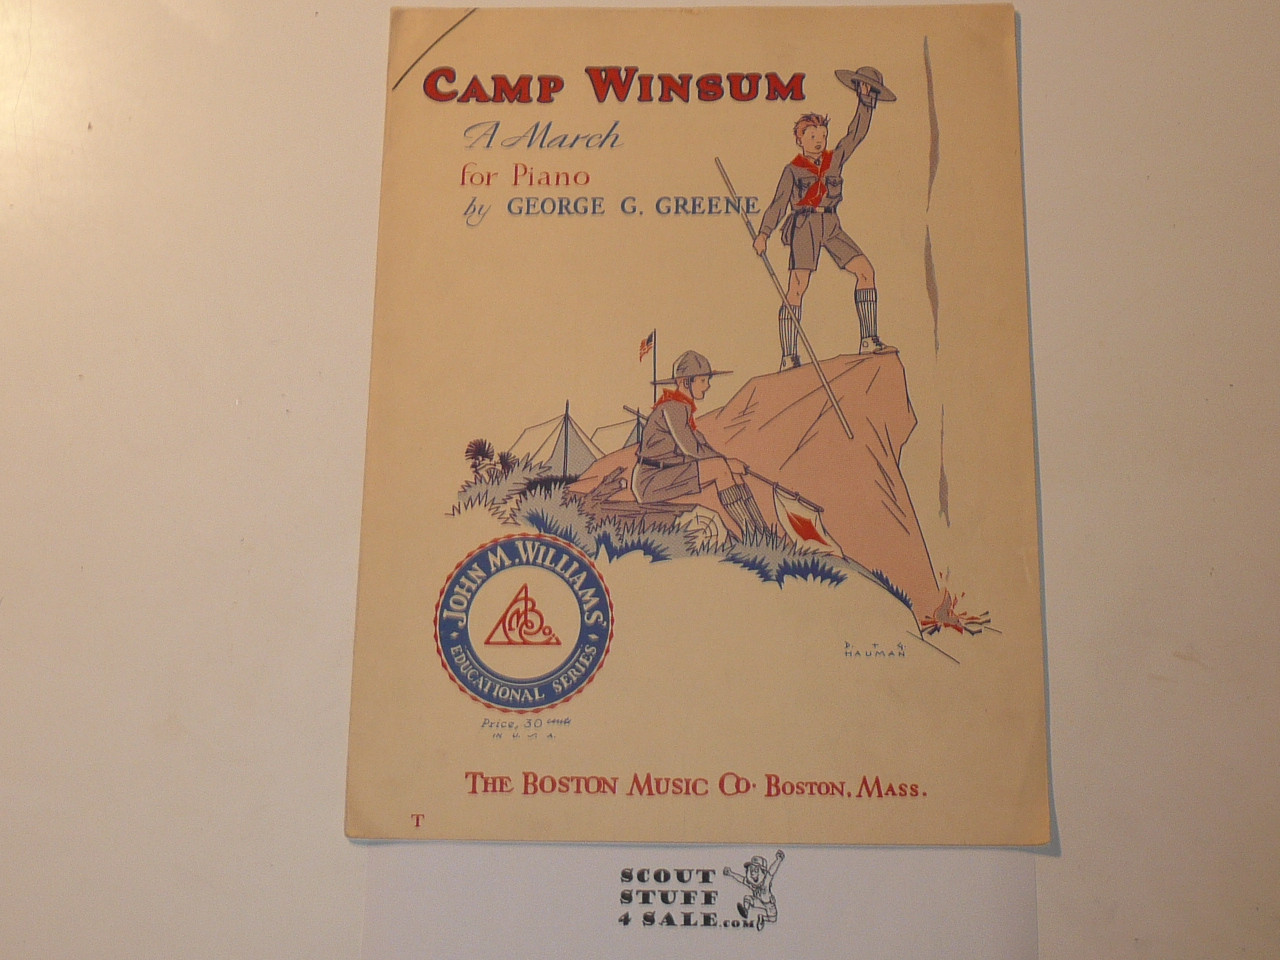 CAMP WINSUM
A March
for Piano
by GEORGE G. GREENE
JOHN M. WILLIAMS'
EDUCATIONAL SERIES
BMCo.
Price, 30 cents
IN U. S. A.
D. + G.
HAUMAN
THE BOSTON MUSIC CO. BOSTON, MASS.
T
SCOUT
STUFF
4 SALE.com